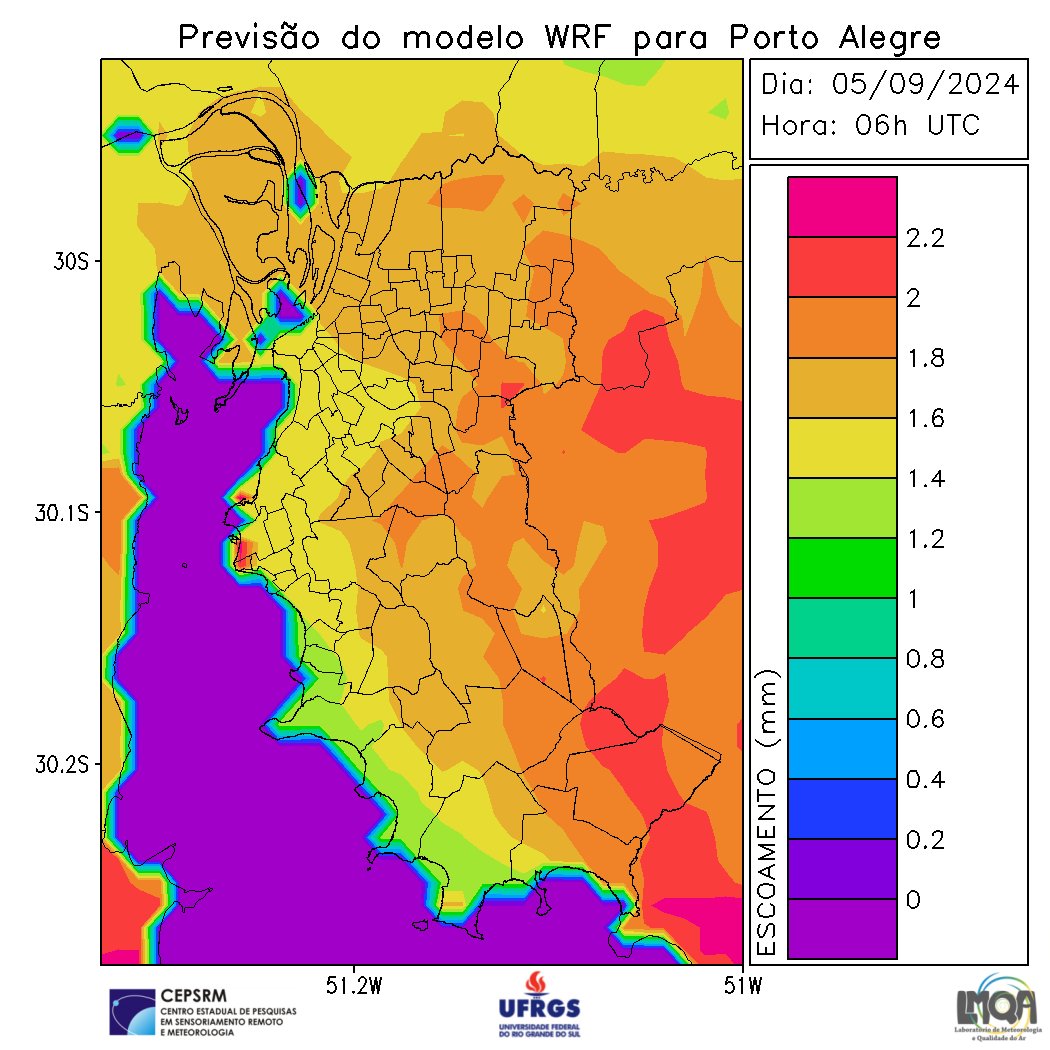 Previsão do modelo WRF para Porto Alegre
Dia: 05/09/2024
Hora: 06h UTC
30S
30.1S
30.2S
51.2W
51W
ESCOAMENTO (mm)
2.2
2
1.8
1.6
1.4
1.2
1
0.8
0.6
0.4
0.2
0
CEPSRM
CENTRO ESTADUAL DE PESQUISAS
EM SENSORIAMENTO REMOTO
E METEOROLOGIA
UFRGS
UNIVERSIDADE FEDERAL
DO RIO GRANDE DO SUL
LMQA
Laboratório de Meteorologia
e Qualidade do Ar